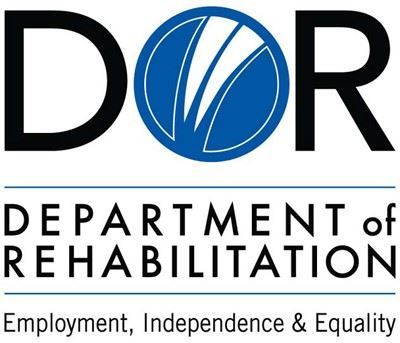 DOR
DEPARTMENT of
REHABILITATION
Employment, Independence & Equality